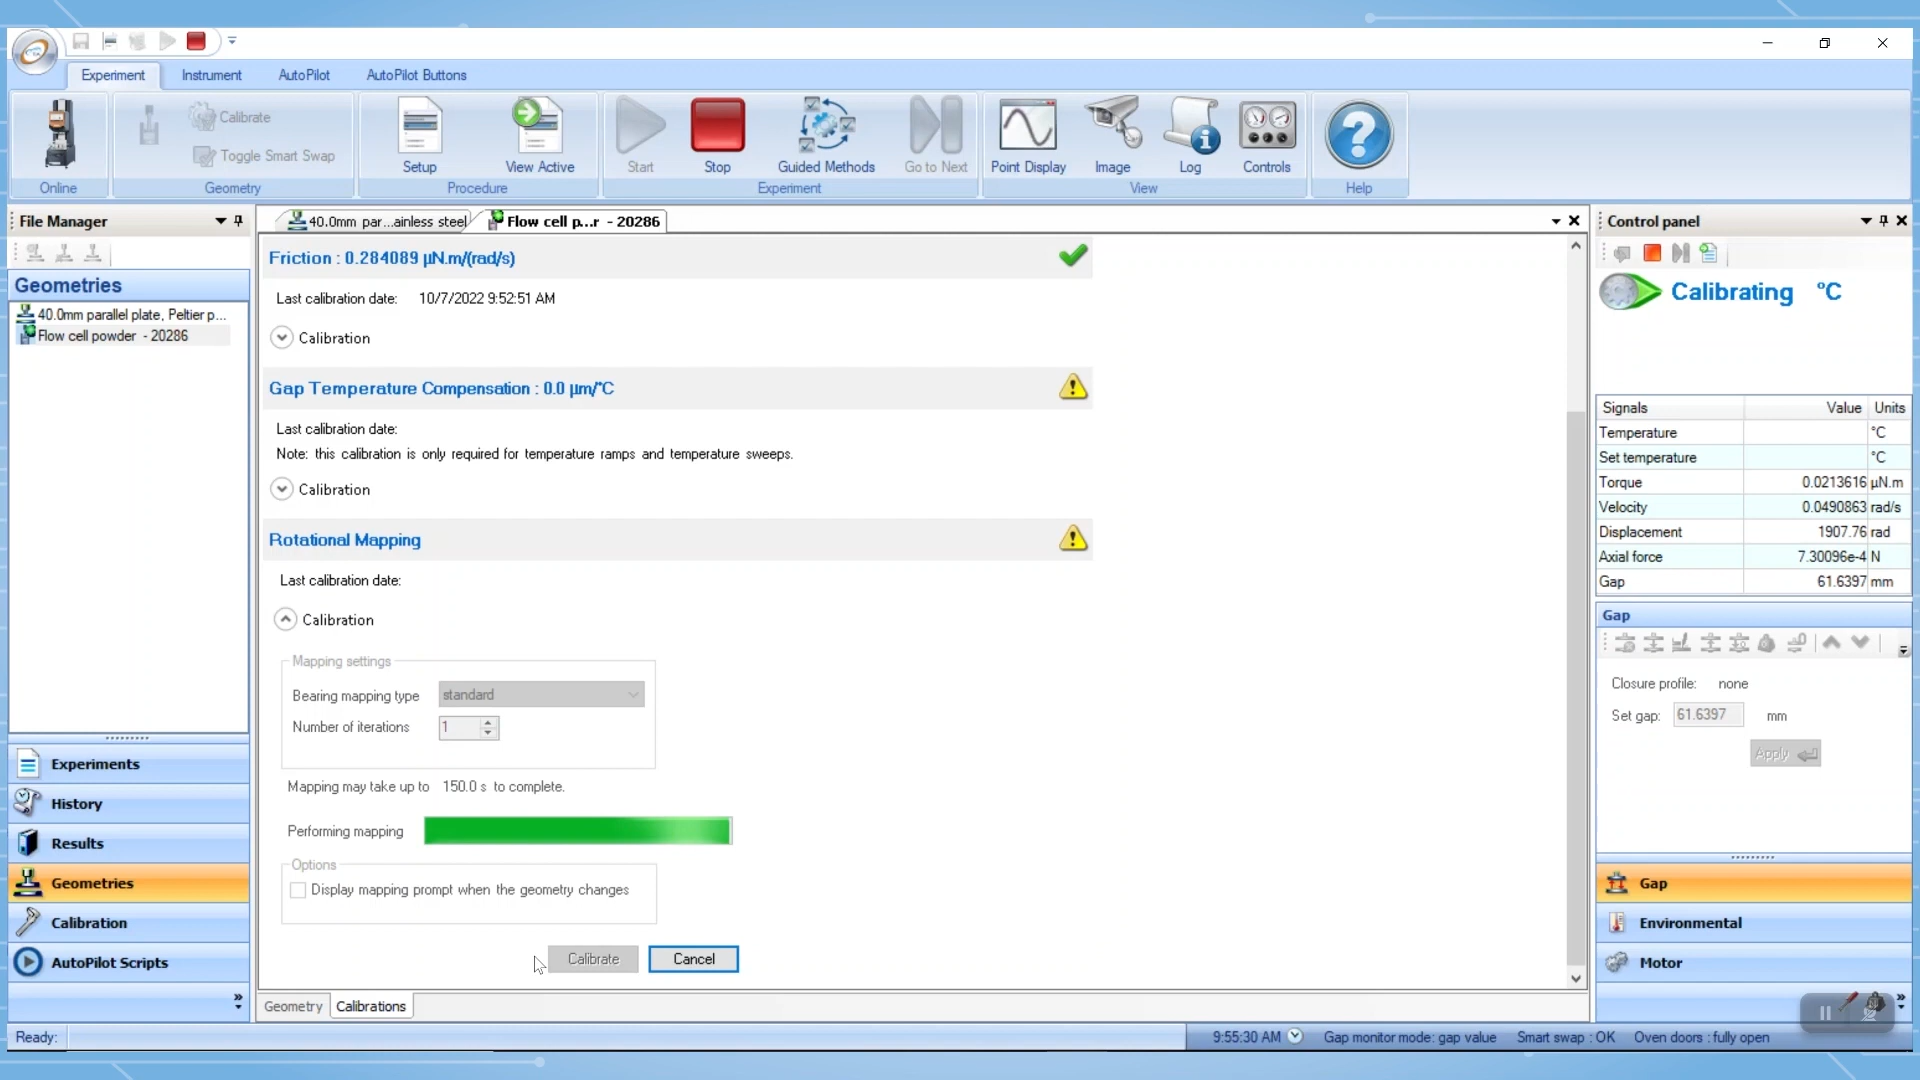 Experiment
Instrument
AutoPilot
AutoPilot Buttons
Calibrate
Toggle Smart Swap
Setup
View Active
Start
Stop
Guided Methods
Go to Next
Point Display
Image
Log
Controls
Online
Geometry
Procedure
Experiment
View
Help
File Manager
40.0mm par...ainless steel
Flow cell p...r - 20286
Control panel
Geometries
40.0mm parallel plate, Peltier p...
Flow cell powder - 20286
Friction : 0.284089 µN.m/(rad/s)
Last calibration date: 10/7/2022 9:52:51 AM
Calibration
Gap Temperature Compensation : 0.0 µm/°C
Last calibration date:
Note: this calibration is only required for temperature ramps and temperature sweeps.
Calibration
Rotational Mapping
Last calibration date:
Calibration
Mapping settings
Bearing mapping type standard
Number of iterations 1
Mapping may take up to 150.0 s to complete.
Performing mapping
Options
Display mapping prompt when the geometry changes
Calibrate
Cancel
Geometry
Calibrations
Calibrating °C
Signals Value Units
Temperature °C
Set temperature °C
Torque 0.0213616 µN.m
Velocity 0.0490863 rad/s
Displacement 1907.76 rad
Axial force 7.30096e-4 N
Gap 61.6397 mm
Gap
Closure profile: none
Set gap: 61.6397 mm
Apply
Gap
Environmental
Motor
Experiments
History
Results
Geometries
Calibration
AutoPilot Scripts
Ready:
9:55:30 AM
Gap monitor mode: gap value
Smart swap : OK
Oven doors : fully open